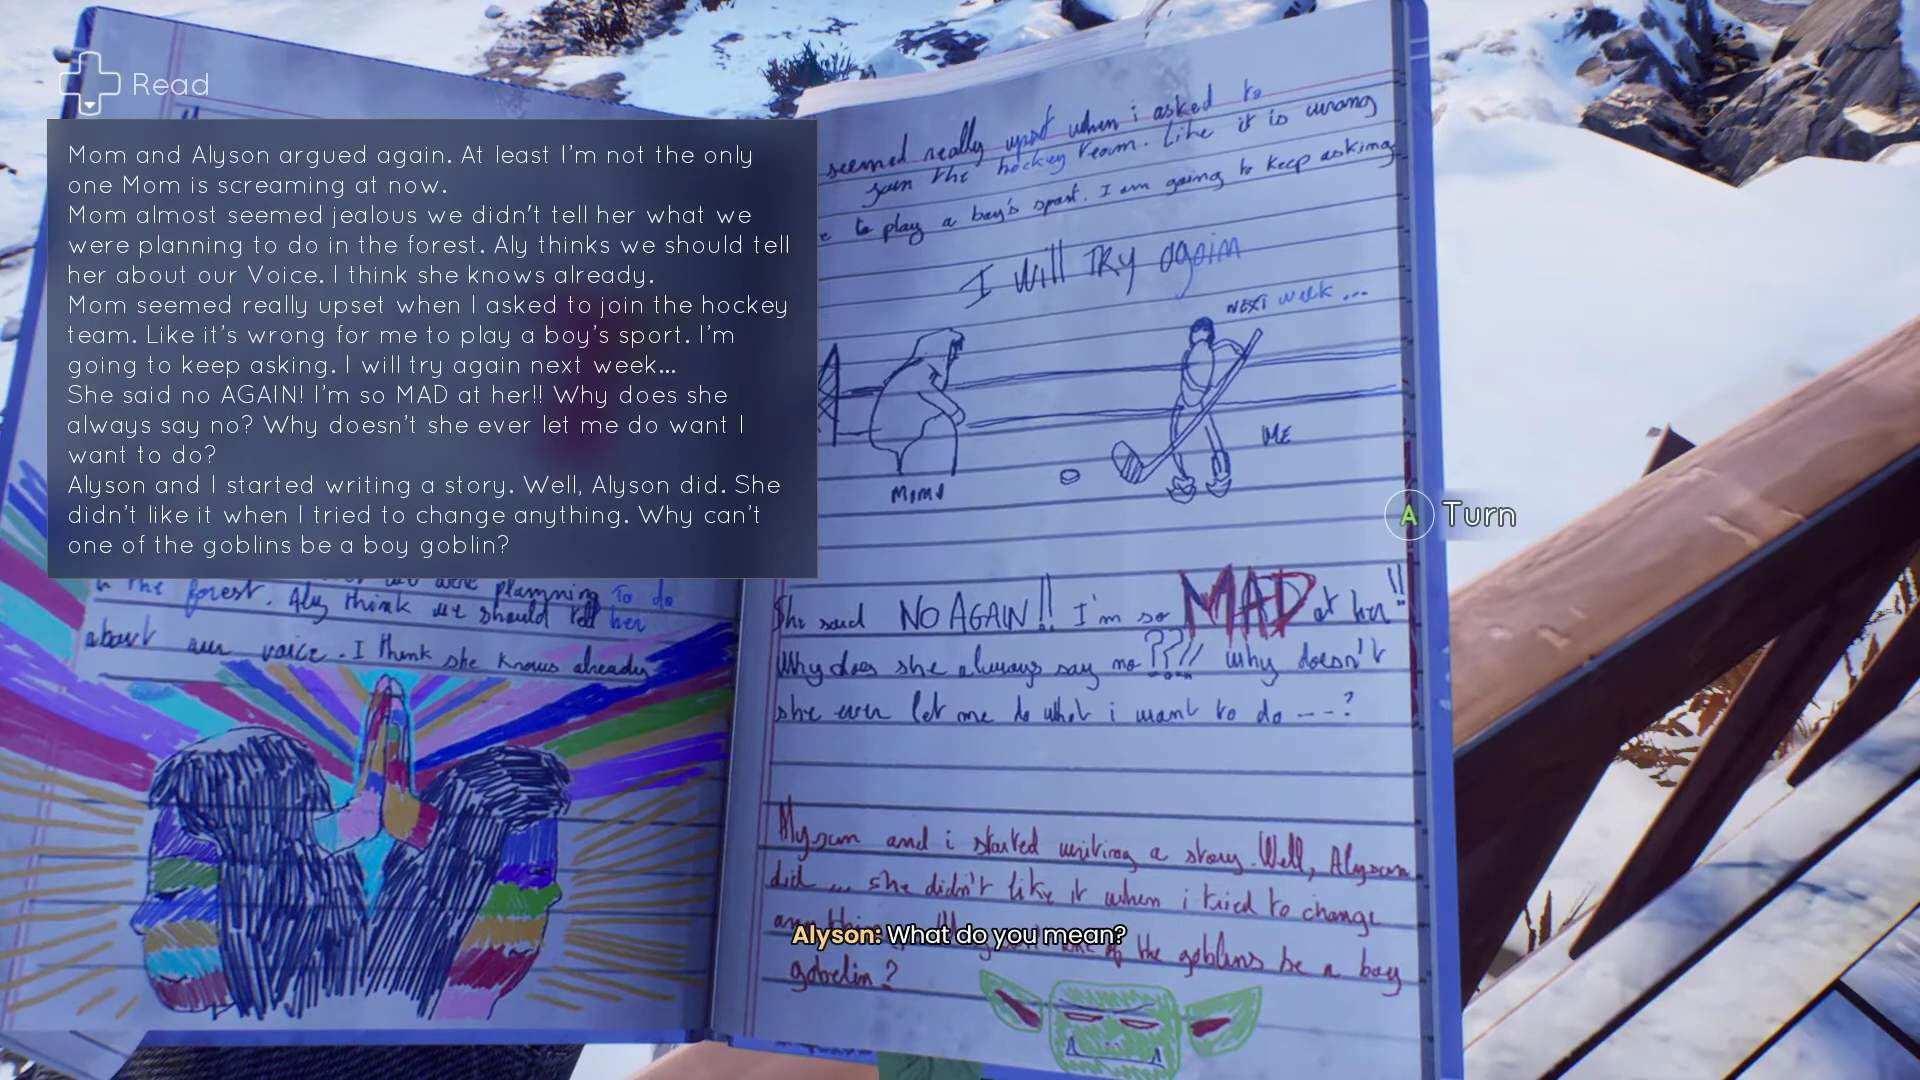 Read
Mom and Alyson argued again. At least I'm not the only
one Mom is screaming at now.
Mom almost seemed jealous we didn't tell her what we
were planning to do in the forest. Aly thinks we should tell
her about our Voice. I think she knows already.
Mom seemed really upset when I asked to join the hockey
team. Like it's wrong for me to play a boy's sport. I'm
going to keep asking. I will try again next week...
She said no AGAIN! I'm so MAD at her!! Why does she
always say no? Why doesn't she ever let me do want I
want to do?
Alyson and I started writing a story. Well, Alyson did. She
didn't like it when I tried to change anything. Why can't
one of the goblins be a boy goblin?
we were planning to do
in the forest. Aly think we should tell her
about our voice. I think she knows already
seemed really upset when i asked to
join the hockey team. Like it is wrong
to play a boy's sport. I am going to keep asking
I will TRY again
NEXT week ...
Mom
ME
She said NO AGAIN!! I'm so MAD at her!!
Why does she always say no ??!! why doesn't
she ever let me do what i want to do ---?
Alyson and i started writing a story. Well, Alyson
did ... she didn't like it when i tried to change
of the goblins be a boy
gobelin?
A Turn
Alyson: What do you mean?